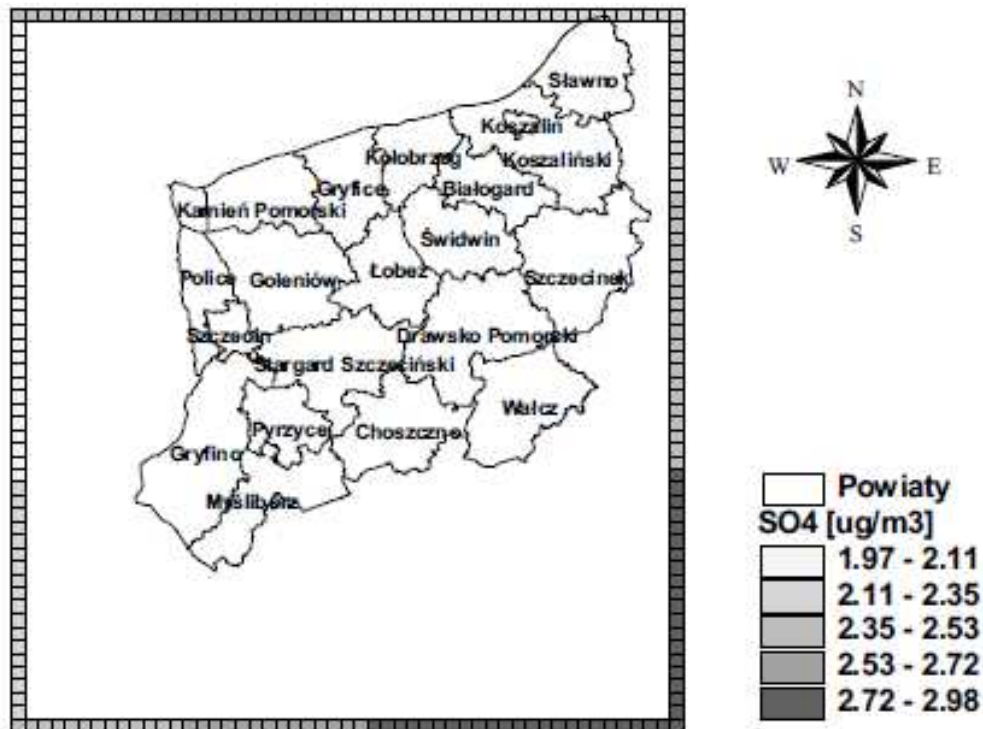 Sławno
Koszalin
Kołobrzeg
Koszaliński
Gryfice
Białogard
Kamień Pomorski
Świdwin
Police
Goleniów
Łobez
Szczecinek
Szczecin
Drawsko Pomorski
Stargard Szczeciński
Wałcz
Pyrzyce
Choszczno
Gryfino
Myślibórz
N
W
E
S
Powiaty
SO4 [ug/m3]
1.97 - 2.11
2.11 - 2.35
2.35 - 2.53
2.53 - 2.72
2.72 - 2.98